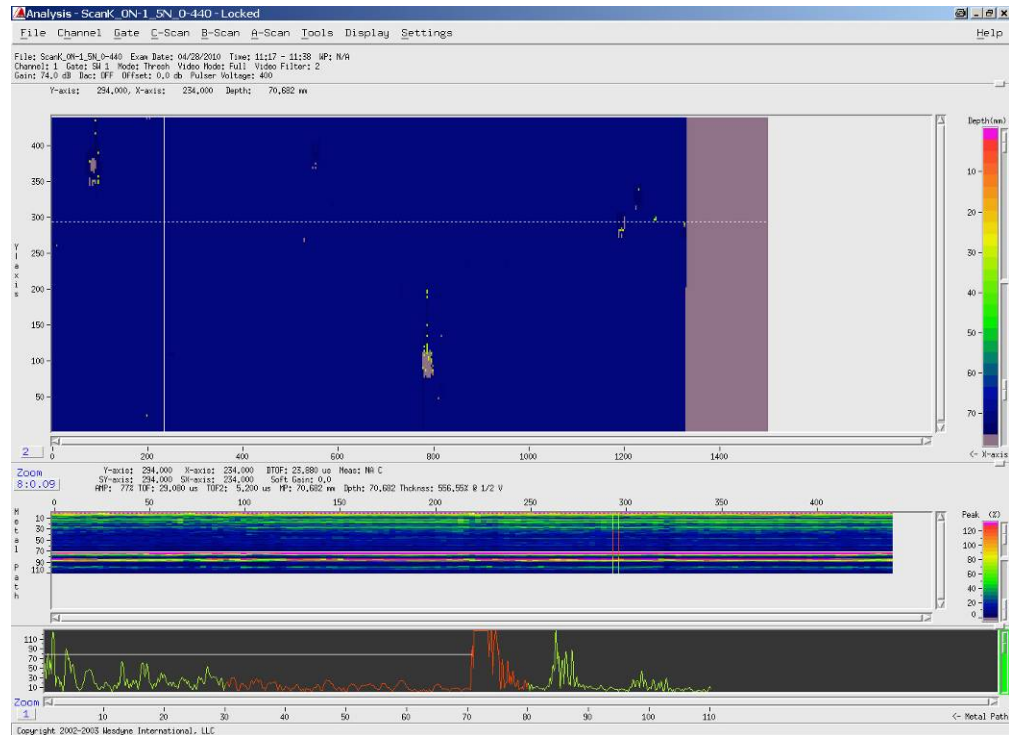 Analysis - ScanK_0N-1_5N_0-440 - Locked
File Channel Gate C-Scan B-Scan A-Scan Tools Display Settings Help
File: ScanK_0N-1_5N_0-440 Exam Date: 04/28/2010 Time: 11:17 - 11:38 WP: N/A
Channel: 1 Gate: SW 1 Mode: Thresh Video Mode: Full Video Filter: 2
Gain: 74.0 dB Dac: OFF Offset: 0.0 db Pulser Voltage: 400
Y-axis: 294.000, X-axis: 234.000 Depth: 70.682 mm
Depth(mm)
400
350
300
250
200
150
100
50
Y-axis
10
20
30
40
50
60
70
2
0 200 400 600 800 1000 1200 1400
<- X-axis
Zoom
8:0.09
Y-axis: 294.000 X-axis: 234.000 DTOF: 23.880 us Meas: NA C
SY-axis: 294.000 SX-axis: 234.000 Soft Gain: 0.0
AMP: 77% TOF: 29.080 us TOF2: 5.200 us MP: 70.682 mm Dpth: 70.682 Thcknss: 556.55% @ 1/2 V
0 50 100 150 200 250 300 350 400
Metal Path
10
30
50
70
90
110
Peak (%)
120
100
80
60
40
20
0
110
90
70
50
30
10
Zoom
1
10 20 30 40 50 60 70 80 90 100 110
<- Metal Path
Copyright 2002-2003 Wesdyne International, LLC